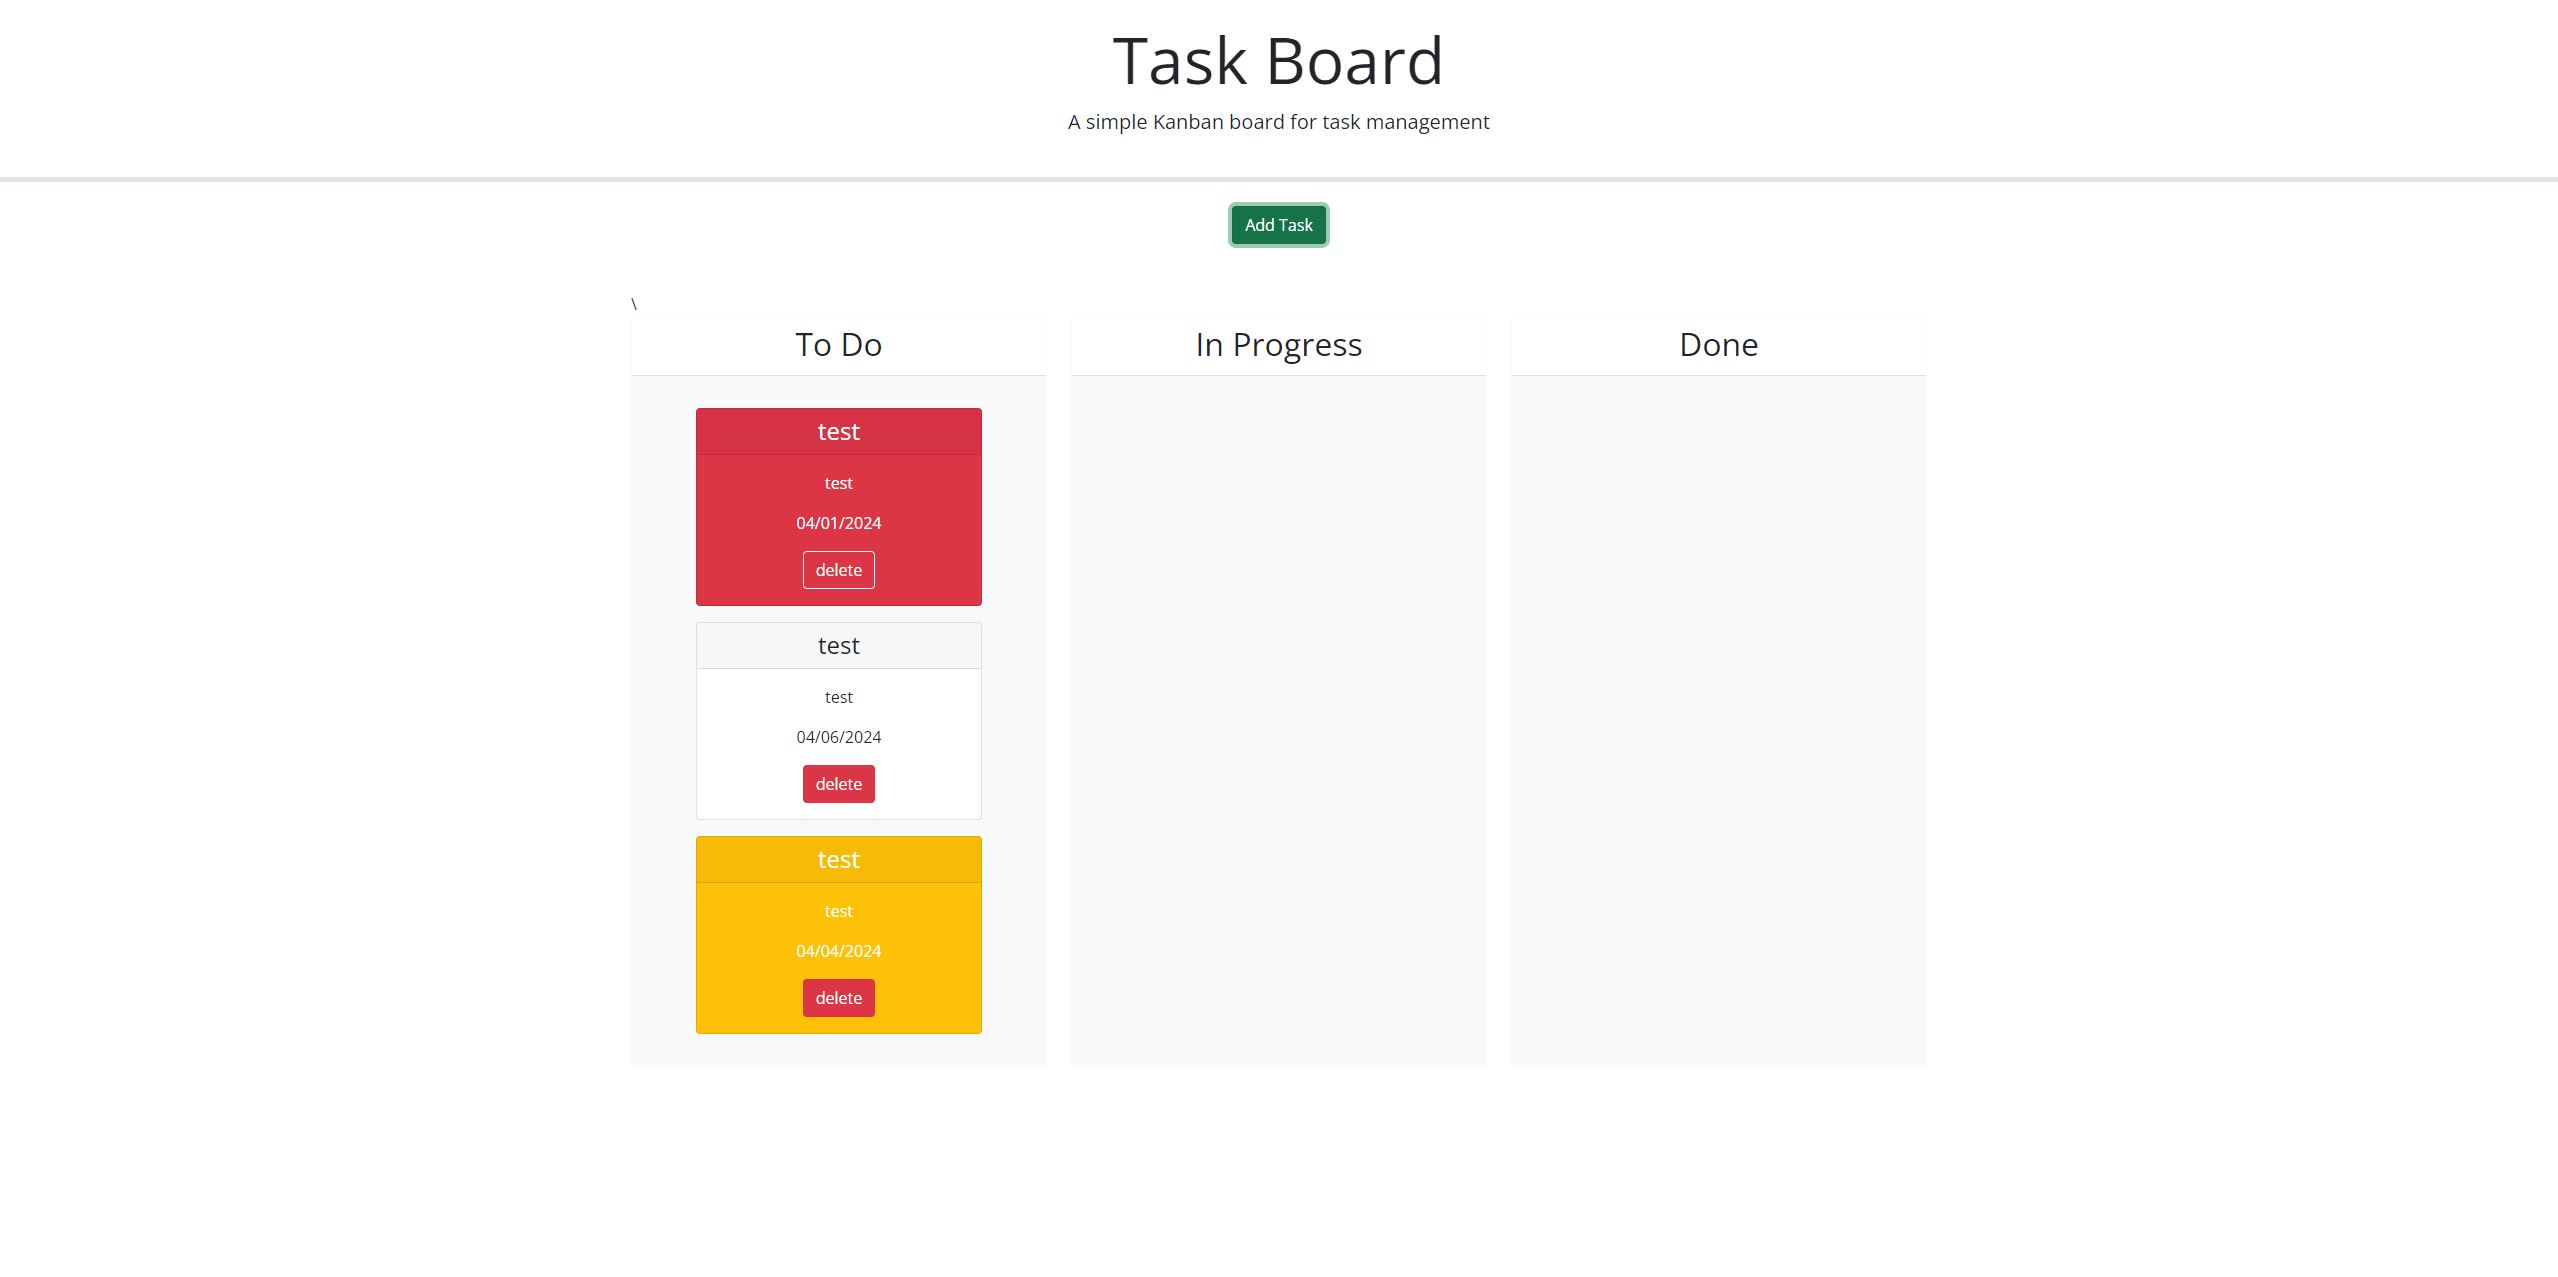 Task Board
A simple Kanban board for task management
Add Task
\
To Do
test
test
04/01/2024
delete
test
test
04/06/2024
delete
test
test
04/04/2024
delete
In Progress
Done